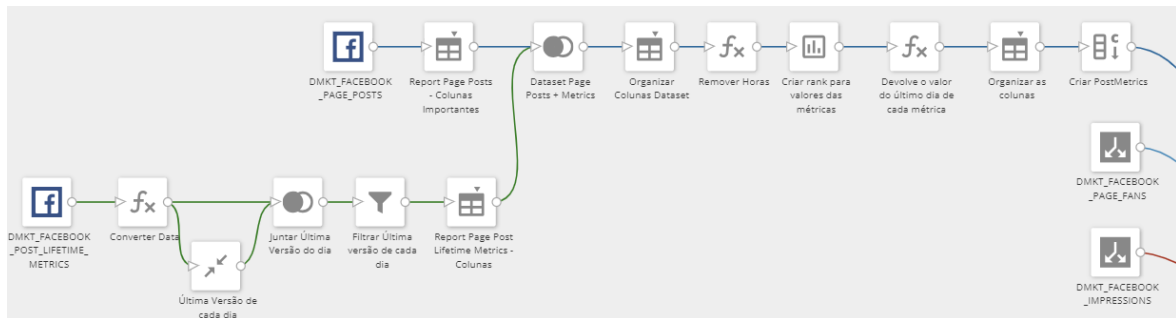 DMKT_FACEBOOK
_PAGE_POSTS
Report Page Posts
- Colunas
Importantes
Dataset Page
Posts + Metrics
Organizar
Colunas Dataset
Remover Horas
Criar rank para
valores das
métricas
Devolve o valor
do último dia de
cada métrica
Organizar as
colunas
Criar PostMetrics
DMKT_FACEBOOK
_PAGE_FANS
DMKT_FACEBOOK
_POST_LIFETIME_
METRICS
Converter Data
Juntar Última
Versão do dia
Filtrar Última
versão de cada
dia
Report Page Post
Lifetime Metrics -
Colunas
Última Versão de
cada dia
DMKT_FACEBOOK
_IMPRESSIONS